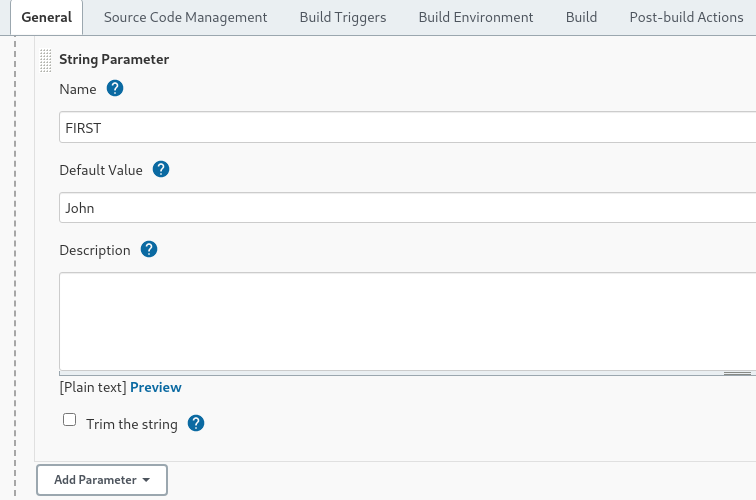 General Source Code Management Build Triggers Build Environment Build Post-build Actions
String Parameter
Name ?
FIRST
Default Value ?
John
Description ?
[Plain text] Preview
Trim the string ?
Add Parameter